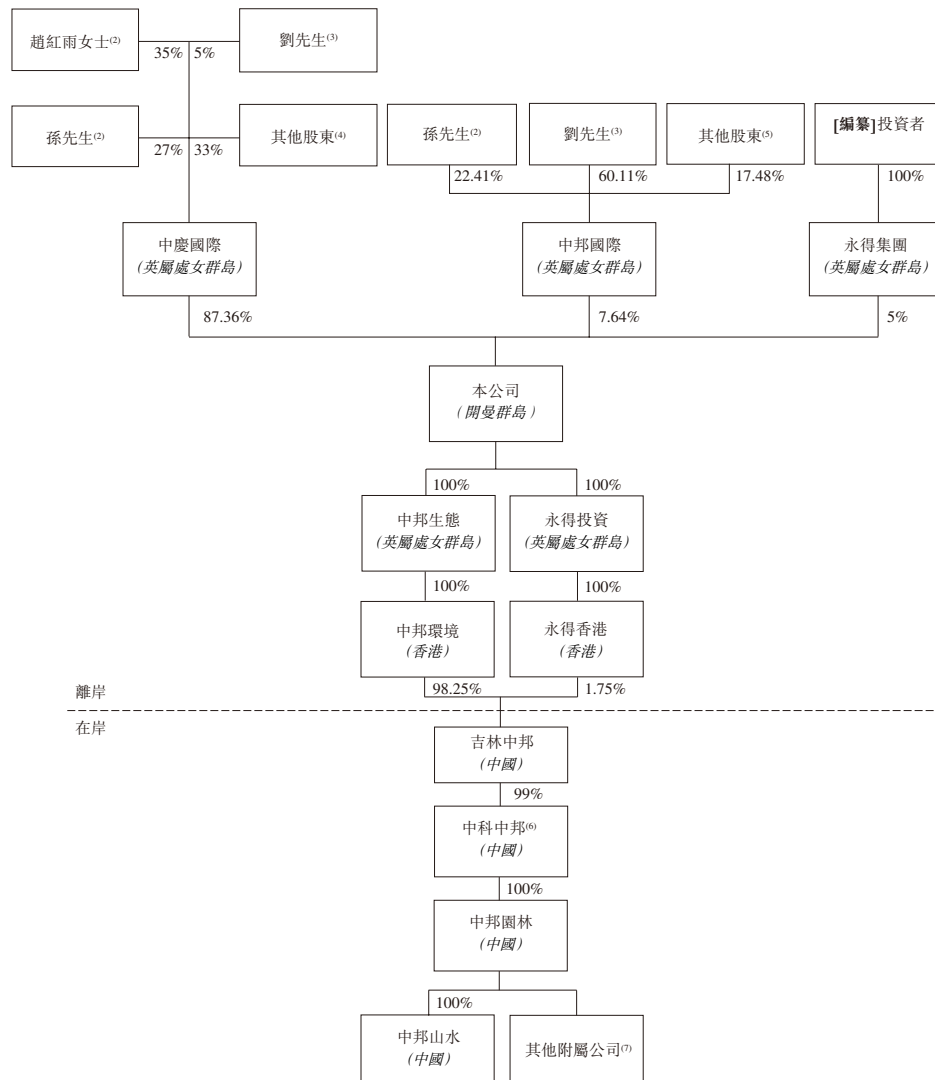 趙紅雨女士(2)
35%
5%
劉先生(3)
孫先生(2)
27%
33%
其他股東(4)
孫先生(2)
劉先生(3)
其他股東(5)
[編纂]投資者
22.41%
60.11%
17.48%
100%
中慶國際
(英屬處女群島)
中邦國際
(英屬處女群島)
永得集團
(英屬處女群島)
87.36%
7.64%
5%
本公司
(開曼群島)
100%
100%
中邦生態
(英屬處女群島)
永得投資
(英屬處女群島)
100%
100%
中邦環境
(香港)
永得香港
(香港)
98.25%
1.75%
離岸
在岸
吉林中邦
(中國)
99%
中科中邦(6)
(中國)
100%
中邦園林
(中國)
100%
中邦山水
(中國)
其他附屬公司(7)